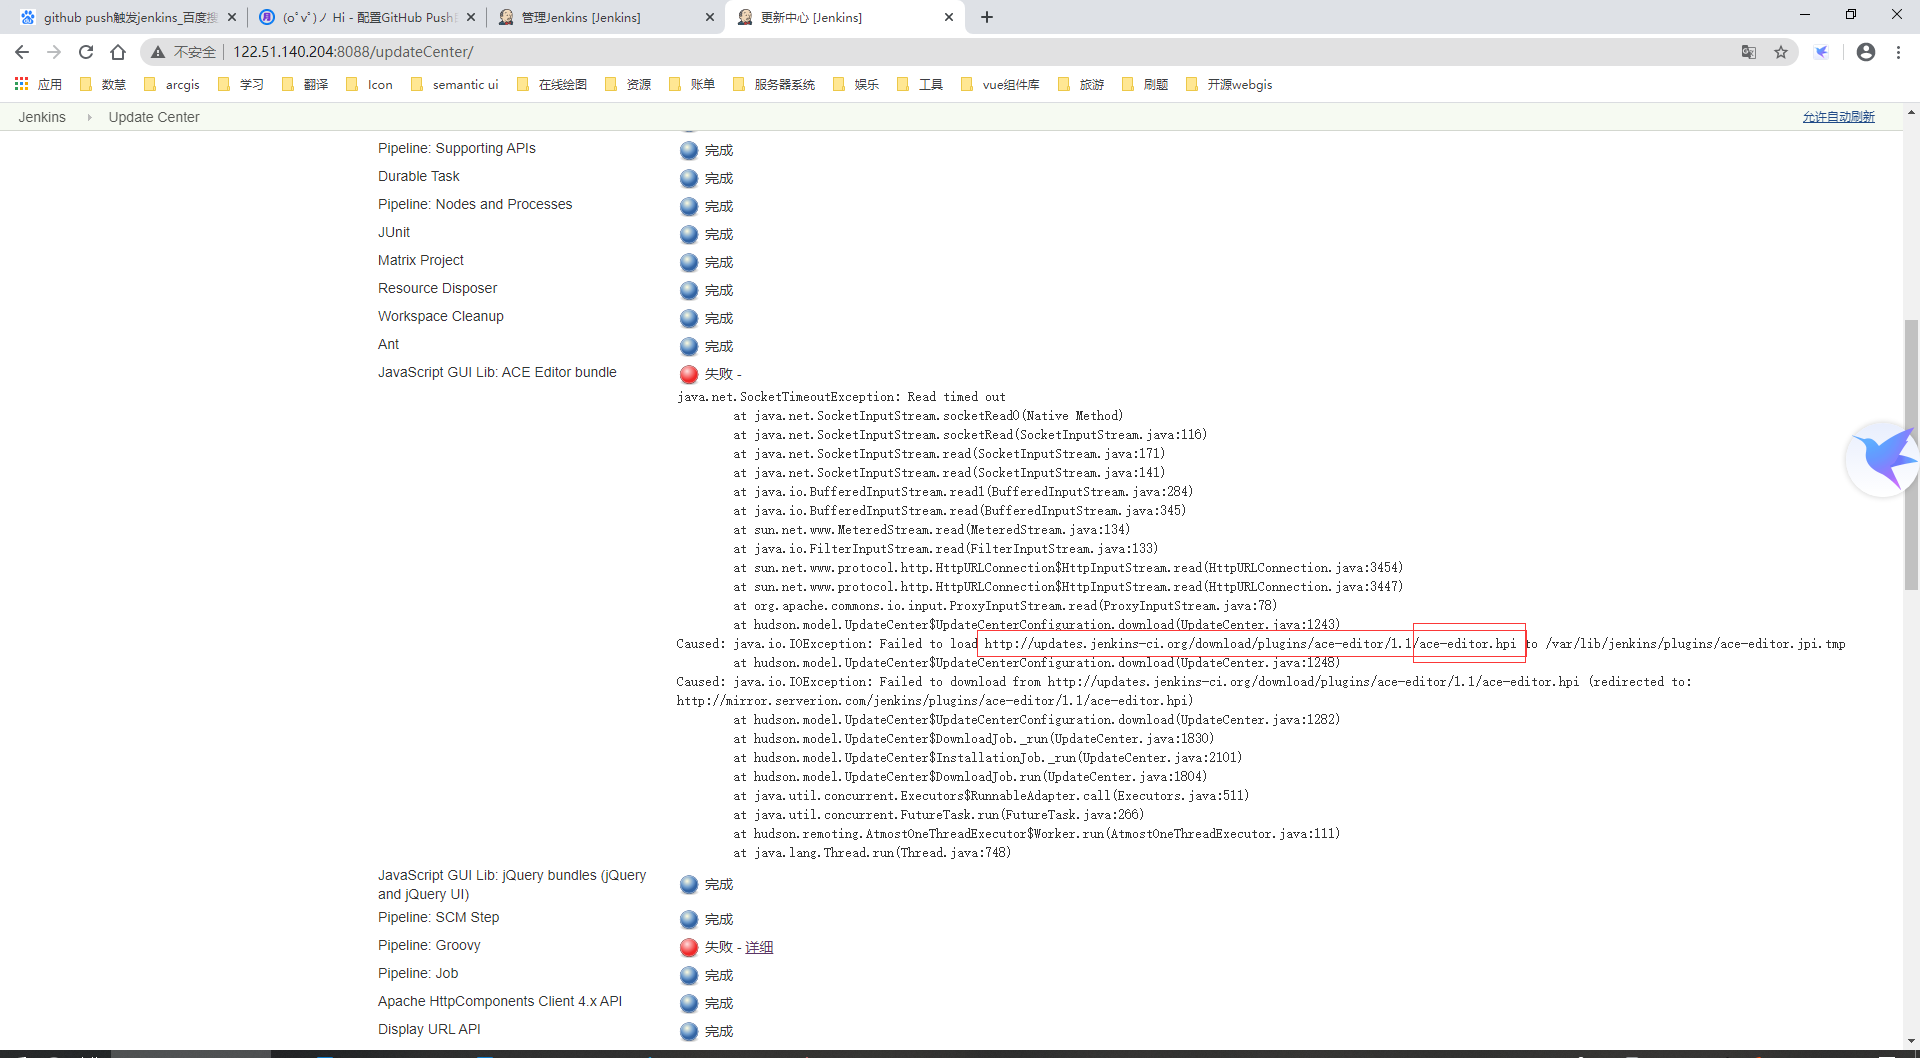 github push触发jenkins_百度搜
(oﾟvﾟ)ノ Hi - 配置GitHub Push
管理Jenkins [Jenkins]
更新中心 [Jenkins]
不安全 122.51.140.204:8088/updateCenter/
应用 数慧 arcgis 学习 翻译 Icon semantic ui 在线绘图 资源 账单 服务器系统 娱乐 工具 vue组件库 旅游 刷题 开源webgis
Jenkins Update Center 允许自动刷新
Pipeline: Supporting APIs 完成
Durable Task 完成
Pipeline: Nodes and Processes 完成
JUnit 完成
Matrix Project 完成
Resource Disposer 完成
Workspace Cleanup 完成
Ant 完成
JavaScript GUI Lib: ACE Editor bundle 失败 -
java.net.SocketTimeoutException: Read timed out
at java.net.SocketInputStream.socketRead0(Native Method)
at java.net.SocketInputStream.socketRead(SocketInputStream.java:116)
at java.net.SocketInputStream.read(SocketInputStream.java:171)
at java.net.SocketInputStream.read(SocketInputStream.java:141)
at java.io.BufferedInputStream.read1(BufferedInputStream.java:284)
at java.io.BufferedInputStream.read(BufferedInputStream.java:345)
at sun.net.www.MeteredStream.read(MeteredStream.java:134)
at java.io.FilterInputStream.read(FilterInputStream.java:133)
at sun.net.www.protocol.http.HttpURLConnection$HttpInputStream.read(HttpURLConnection.java:3454)
at sun.net.www.protocol.http.HttpURLConnection$HttpInputStream.read(HttpURLConnection.java:3447)
at org.apache.commons.io.input.ProxyInputStream.read(ProxyInputStream.java:78)
at hudson.model.UpdateCenter$UpdateCenterConfiguration.download(UpdateCenter.java:1243)
Caused: java.io.IOException: Failed to load http://updates.jenkins-ci.org/download/plugins/ace-editor/1.1/ace-editor.hpi to /var/lib/jenkins/plugins/ace-editor.jpi.tmp
at hudson.model.UpdateCenter$UpdateCenterConfiguration.download(UpdateCenter.java:1248)
Caused: java.io.IOException: Failed to download from http://updates.jenkins-ci.org/download/plugins/ace-editor/1.1/ace-editor.hpi (redirected to:
http://mirror.serverion.com/jenkins/plugins/ace-editor/1.1/ace-editor.hpi)
at hudson.model.UpdateCenter$UpdateCenterConfiguration.download(UpdateCenter.java:1282)
at hudson.model.UpdateCenter$DownloadJob._run(UpdateCenter.java:1830)
at hudson.model.UpdateCenter$InstallationJob._run(UpdateCenter.java:2101)
at hudson.model.UpdateCenter$DownloadJob.run(UpdateCenter.java:1804)
at java.util.concurrent.Executors$RunnableAdapter.call(Executors.java:511)
at java.util.concurrent.FutureTask.run(FutureTask.java:266)
at hudson.remoting.AtmostOneThreadExecutor$Worker.run(AtmostOneThreadExecutor.java:111)
at java.lang.Thread.run(Thread.java:748)
JavaScript GUI Lib: jQuery bundles (jQuery
and jQuery UI) 完成
Pipeline: SCM Step 完成
Pipeline: Groovy 失败 - 详细
Pipeline: Job 完成
Apache HttpComponents Client 4.x API 完成
Display URL API 完成